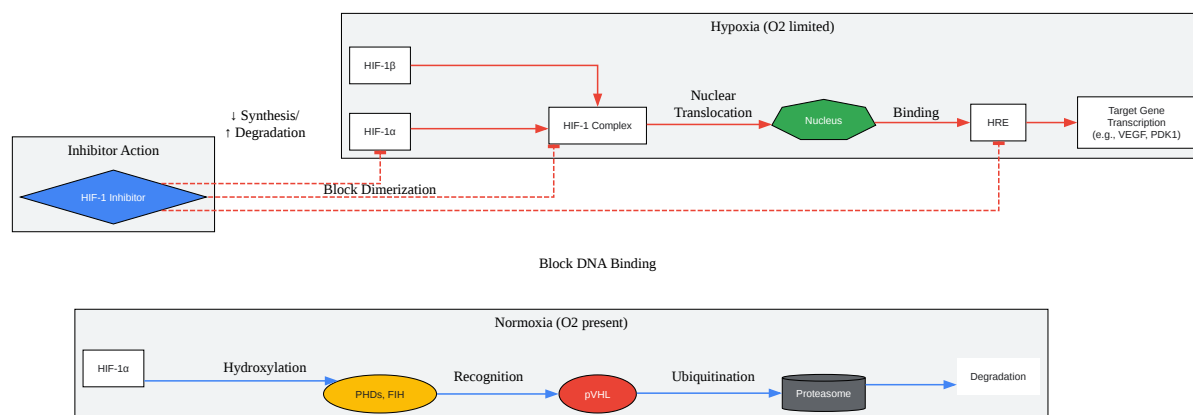 Hypoxia (O2 limited)
HIF-1β
HIF-1α
HIF-1 Complex
Nuclear
Translocation
Nucleus
Binding
HRE
Target Gene
Transcription
(e.g., VEGF, PDK1)
↓ Synthesis/
↑ Degradation
Inhibitor Action
HIF-1 Inhibitor
Block Dimerization
Block DNA Binding
Normoxia (O2 present)
HIF-1α
Hydroxylation
PHDs, FIH
Recognition
pVHL
Ubiquitination
Proteasome
Degradation